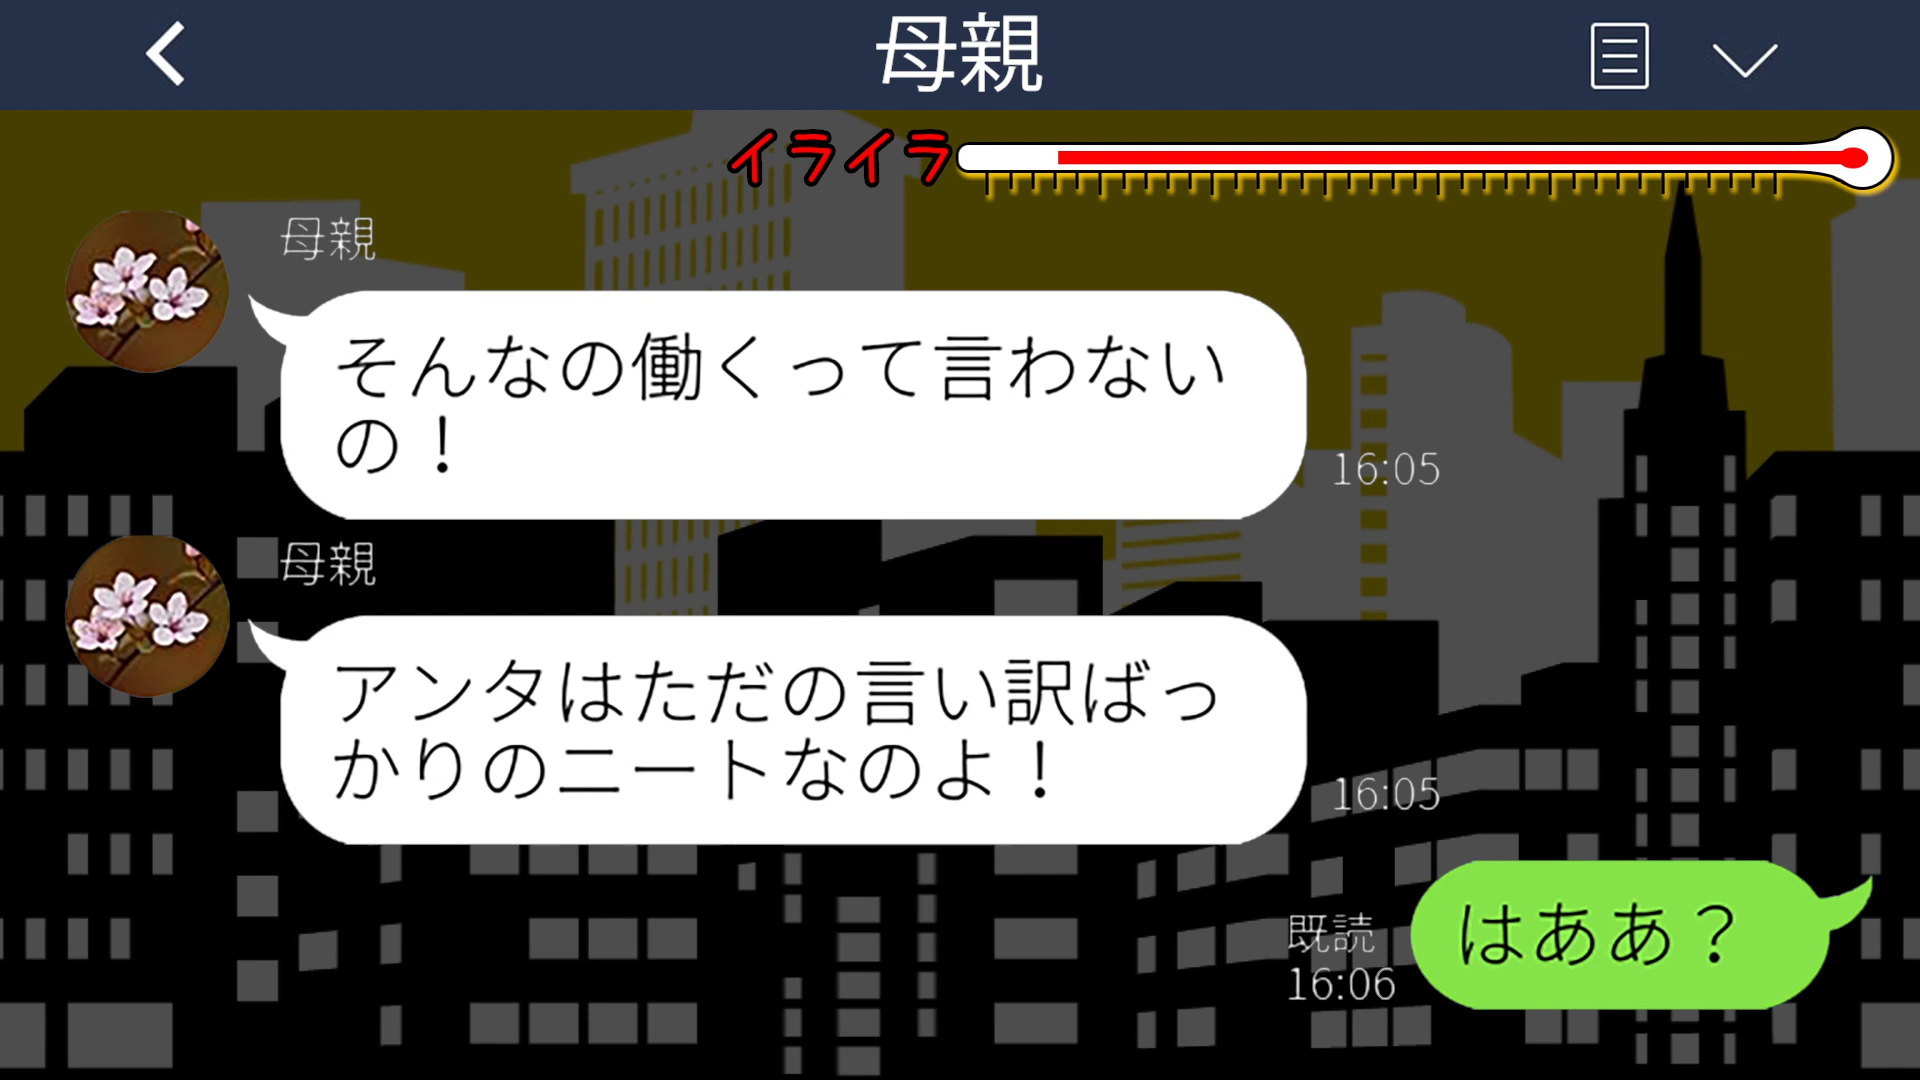 母親
イライラ
母親
そんなの働くって言わない
の！
16:05
母親
アンタはただの言い訳ばっ
かりのニートなのよ！
16:05
はああ？
既読
16:06